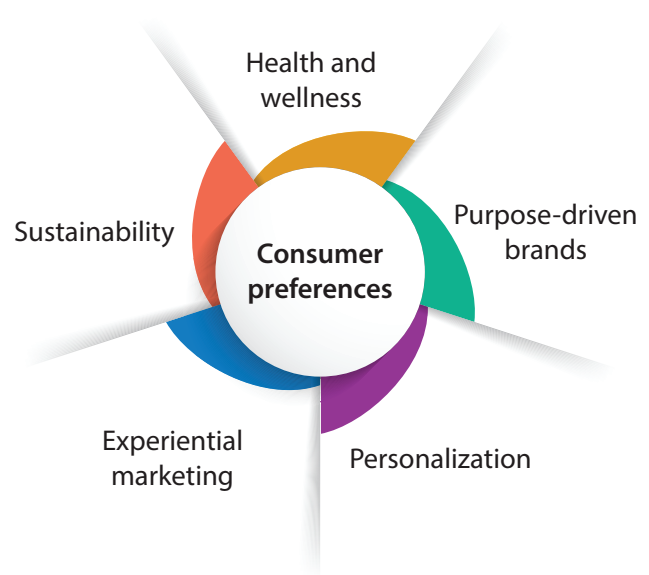 Health and
wellness
Purpose-driven
brands
Sustainability
Consumer
preferences
Experiential
marketing
Personalization